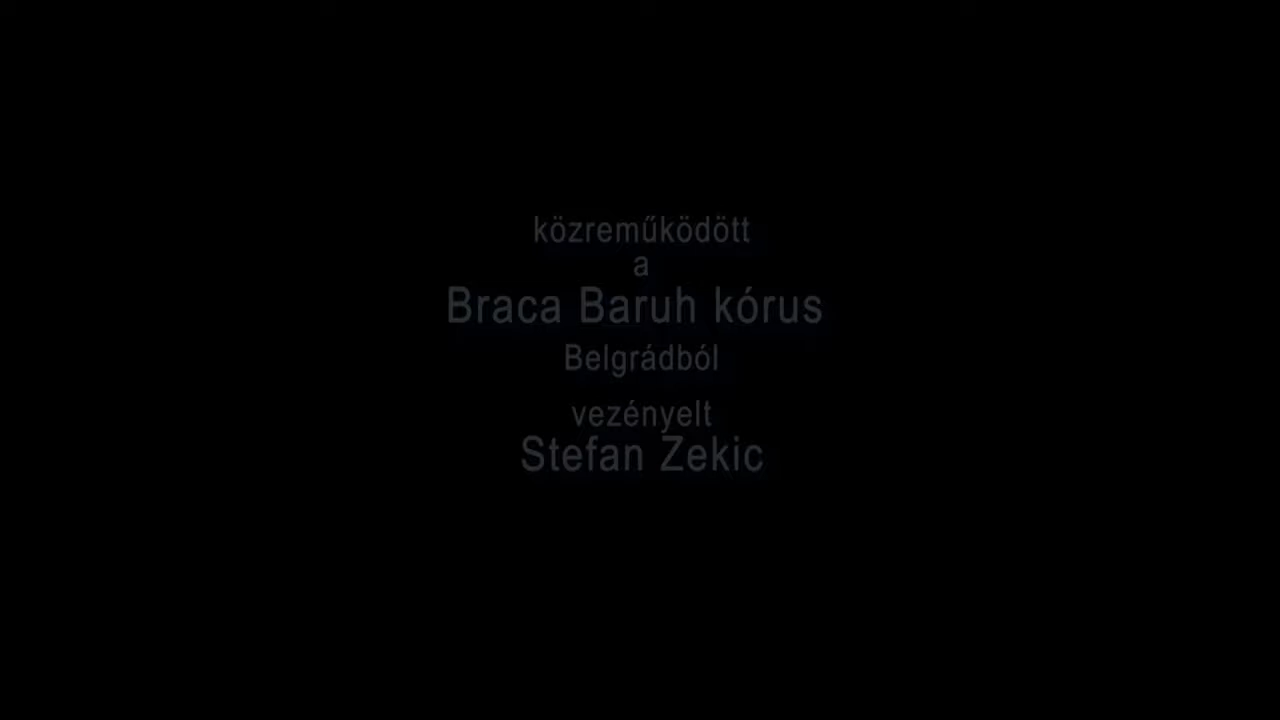 közreműködött
a
Braca Baruh kórus
Belgrádból
vezényelt
Stefan Zekic